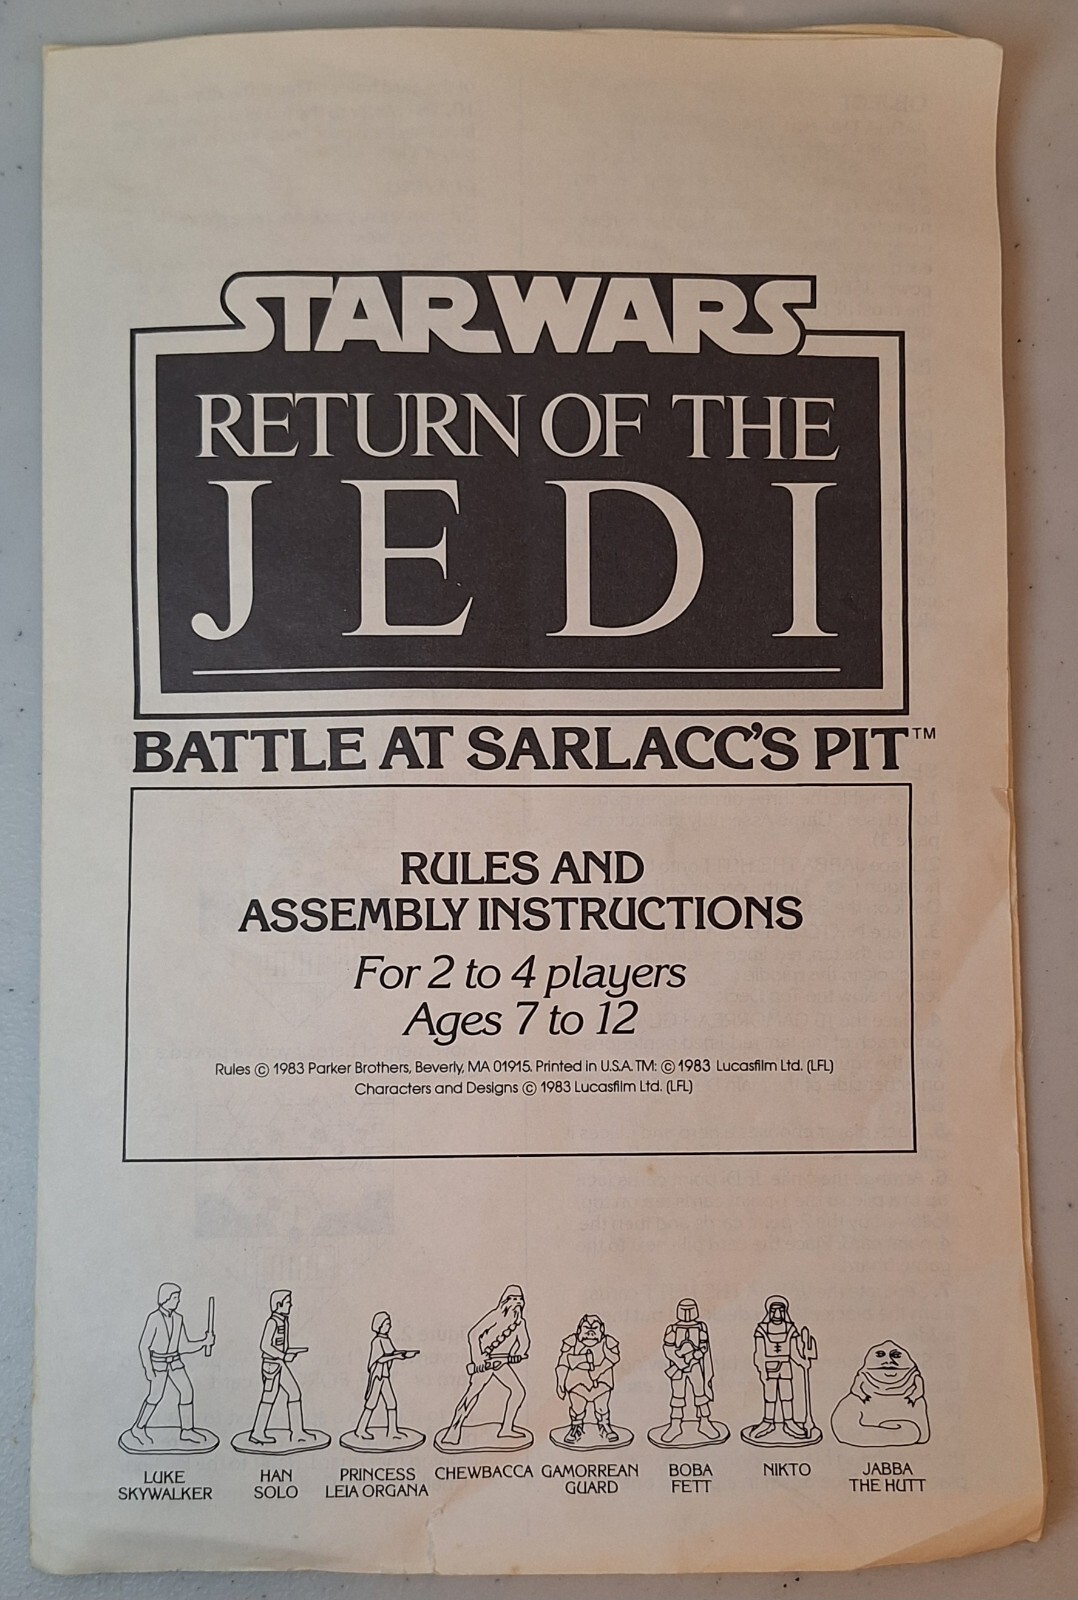 STAR WARS
RETURN OF THE
JEDI
BATTLE AT SARLACC'S PIT™
RULES AND
ASSEMBLY INSTRUCTIONS
For 2 to 4 players
Ages 7 to 12
Rules © 1983 Parker Brothers, Beverly, MA 01915. Printed in U.S.A. TM: © 1983 Lucasfilm Ltd. (LFL)
Characters and Designs © 1983 Lucasfilm Ltd. (LFL)
LUKE
SKYWALKER
HAN
SOLO
PRINCESS
LEIA ORGANA
CHEWBACCA
GAMORREAN
GUARD
BOBA
FETT
NIKTO
JABBA
THE HUTT